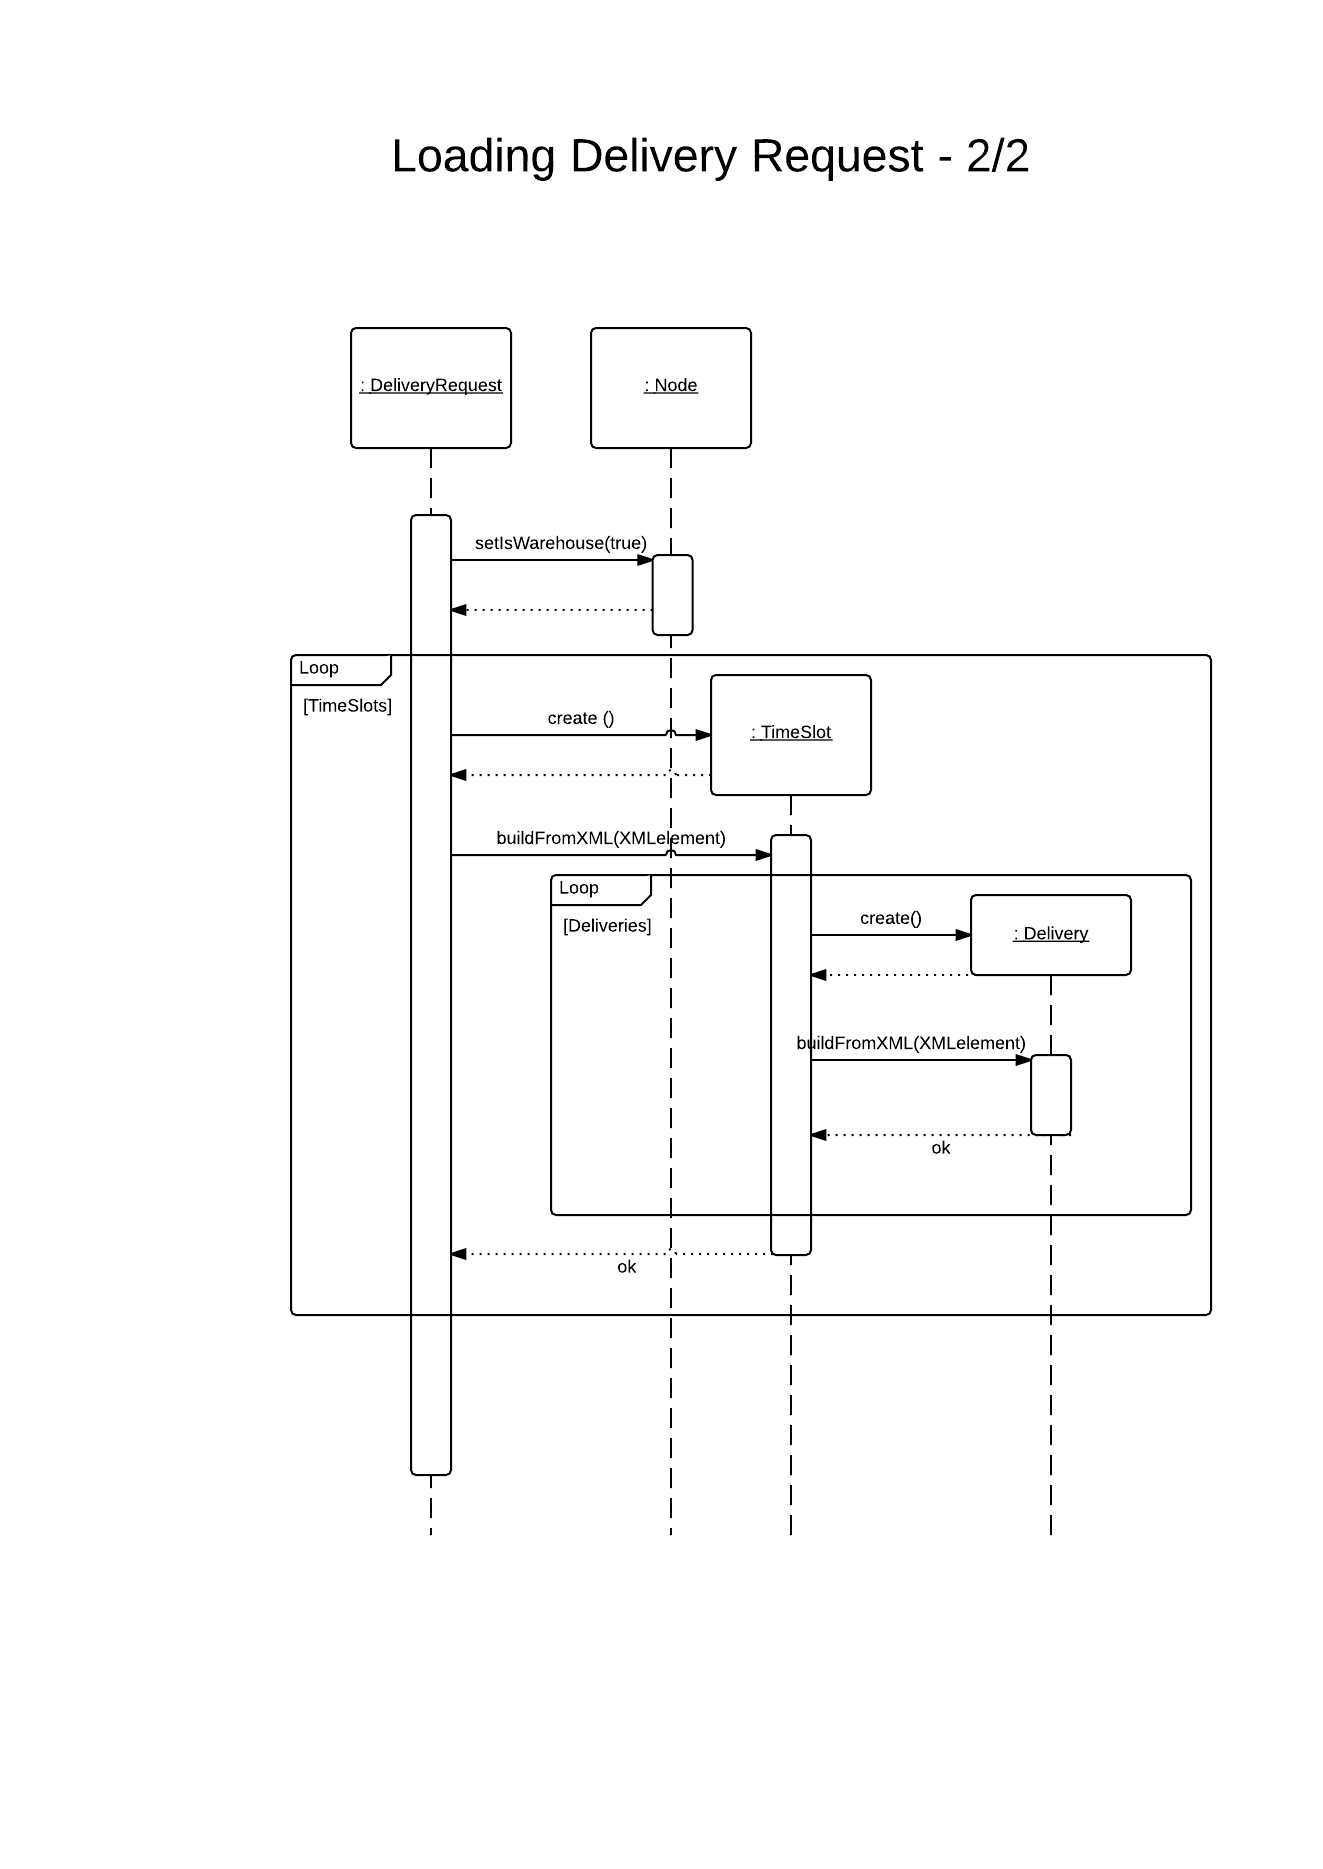 Loading Delivery Request - 2/2
: DeliveryRequest
: Node
setIsWarehouse(true)
Loop
[TimeSlots]
create ()
: TimeSlot
buildFromXML(XMLelement)
Loop
[Deliveries]
create()
: Delivery
buildFromXML(XMLelement)
ok
ok